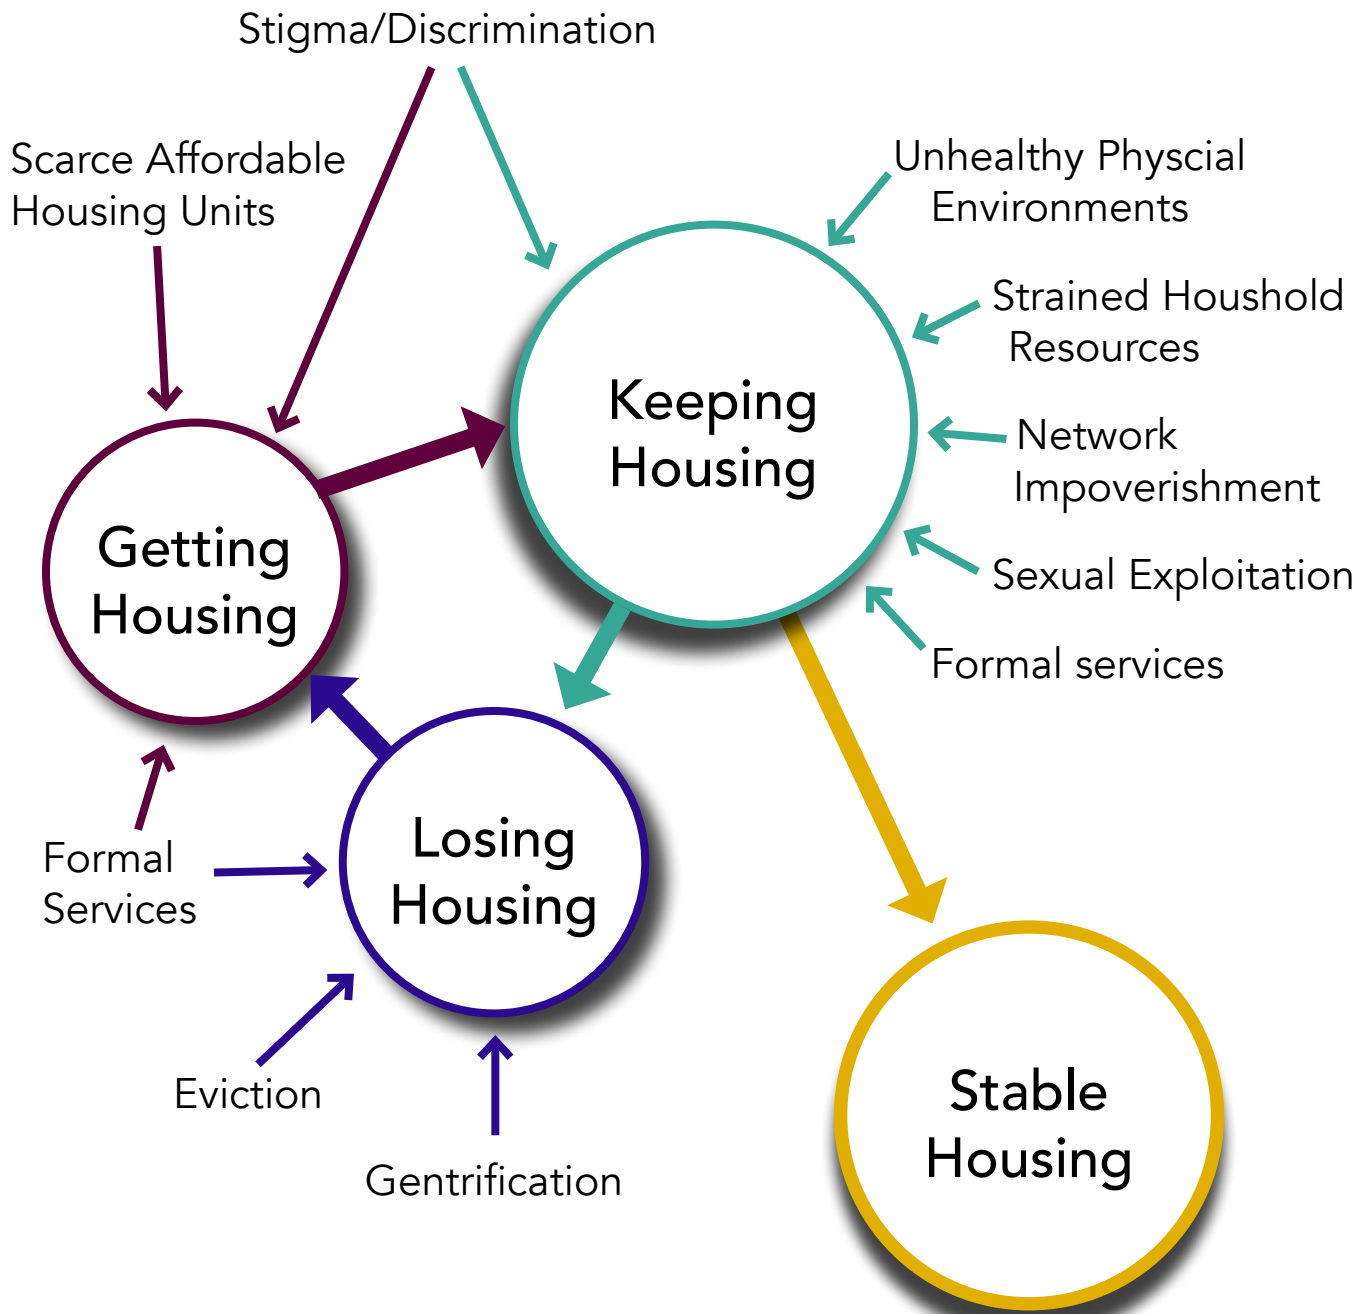 Stigma/Discrimination
Scarce Affordable
Housing Units
Unhealthy Physcial
Environments
Strained Houshold
Resources
Keeping
Housing
Network
Impoverishment
Getting
Housing
Sexual Exploitation
Formal services
Losing
Housing
Formal
Services
Eviction
Gentrification
Stable
Housing